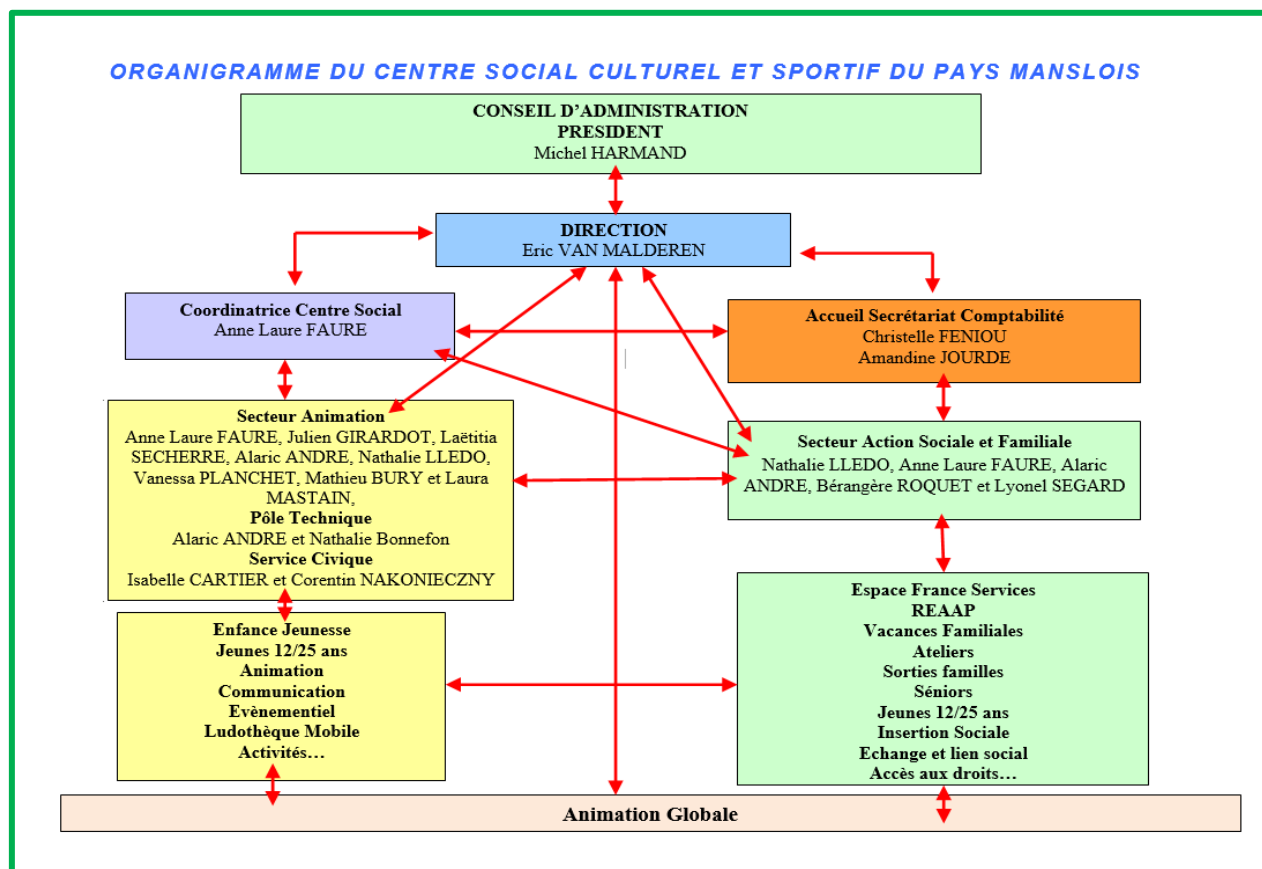 ORGANIGRAMME DU CENTRE SOCIAL CULTUREL ET SPORTIF DU PAYS MANSLOIS
CONSEIL D'ADMINISTRATION
PRESIDENT
Michel HARMAND
DIRECTION
Eric VAN MALDEREN
Coordinatrice Centre Social
Anne Laure FAURE
Accueil Secrétariat Comptabilité
Christelle FENIOU
Amandine JOURDE
Secteur Animation
Anne Laure FAURE, Julien GIRARDOT, Laëtitia
SECHERRE, Alaric ANDRE, Nathalie LLEDO,
Vanessa PLANCHET, Mathieu BURY et Laura
MASTAIN,
Pôle Technique
Alaric ANDRE et Nathalie Bonnefon
Service Civique
Isabelle CARTIER et Corentin NAKONIECZNY
Secteur Action Sociale et Familiale
Nathalie LLEDO, Anne Laure FAURE, Alaric
ANDRE, Bérangère ROQUET et Lyonel SEGARD
Enfance Jeunesse
Jeunes 12/25 ans
Animation
Communication
Evènementiel
Ludothèque Mobile
Activités…
Espace France Services
REAAP
Vacances Familiales
Ateliers
Sorties familles
Séniors
Jeunes 12/25 ans
Insertion Sociale
Echange et lien social
Accès aux droits…
Animation Globale